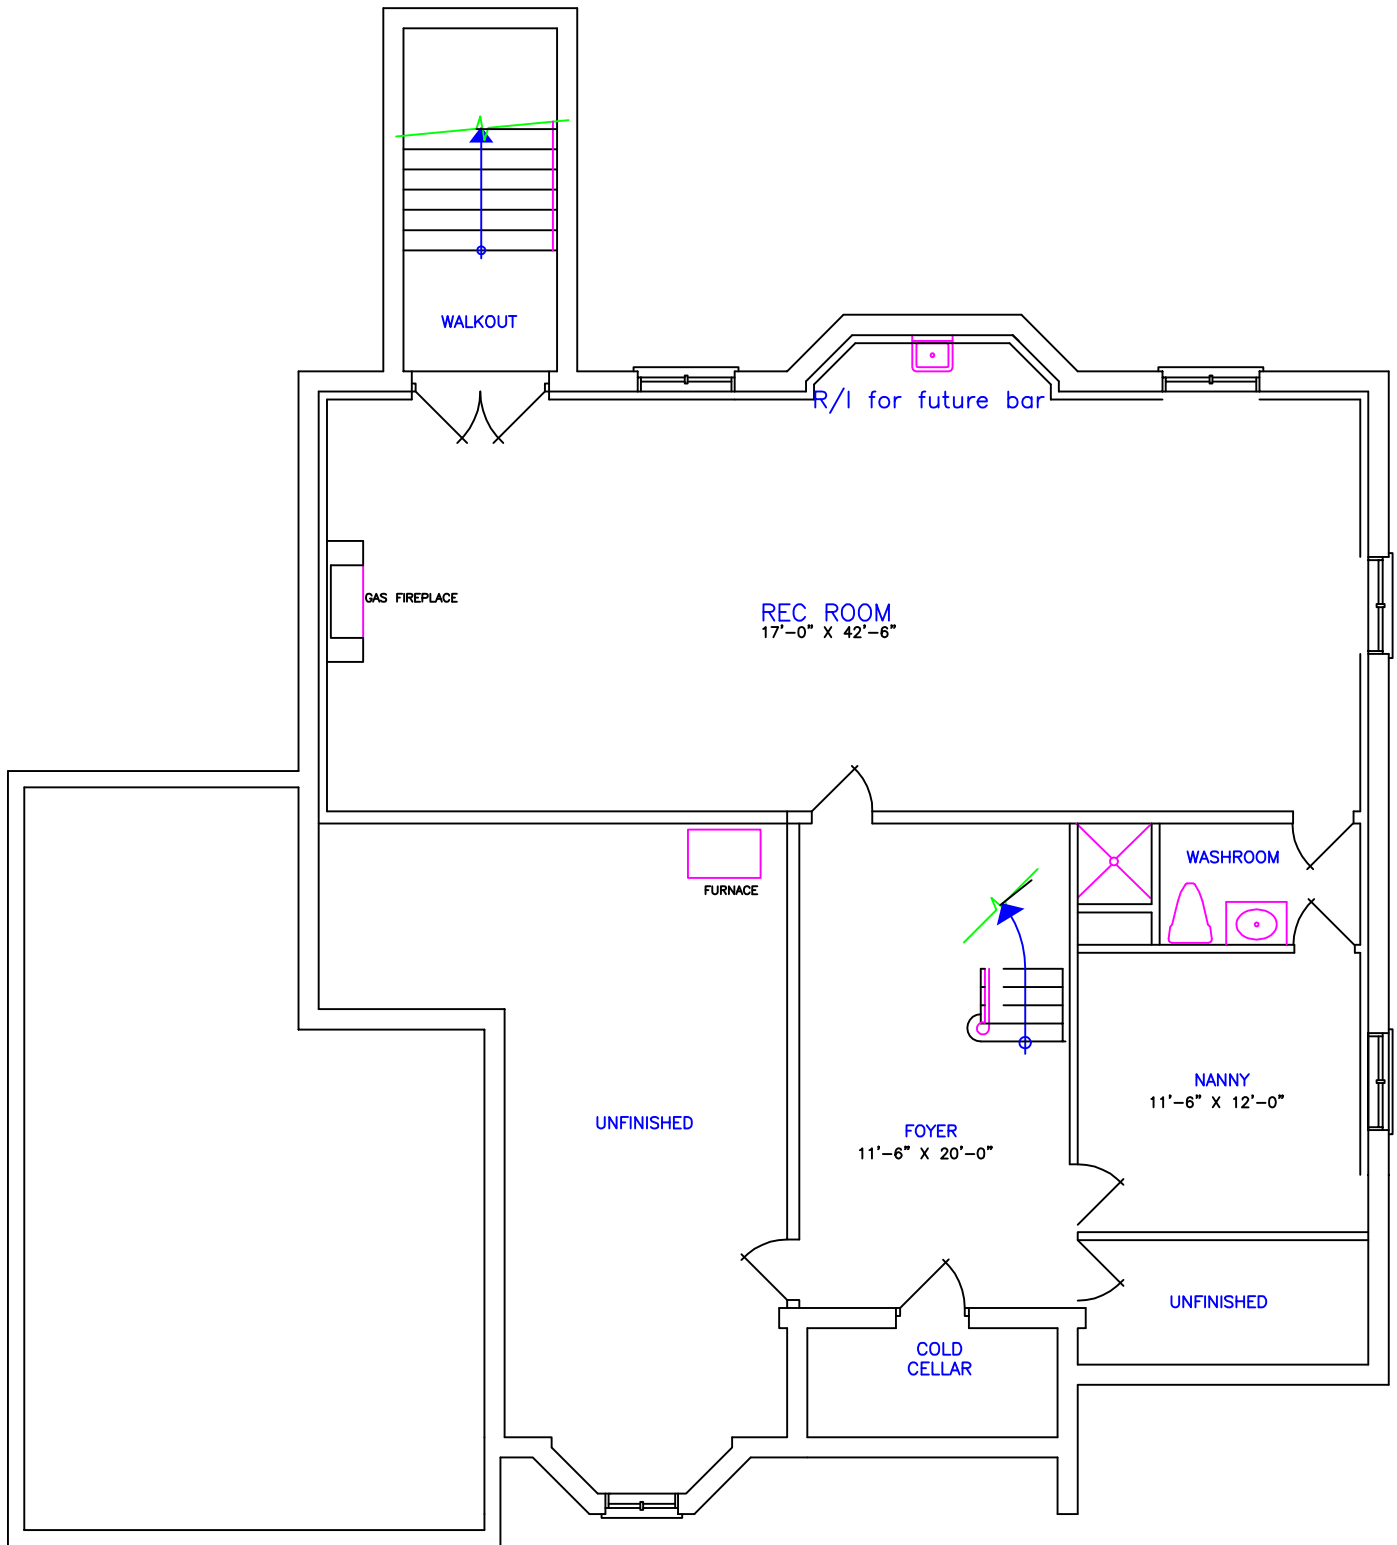 WALKOUT
R/I for future bar
GAS FIREPLACE
REC ROOM
17'-0" X 42'-6"
WASHROOM
FURNACE
NANNY
11'-6" X 12'-0"
UNFINISHED
FOYER
11'-6" X 20'-0"
UNFINISHED
COLD
CELLAR